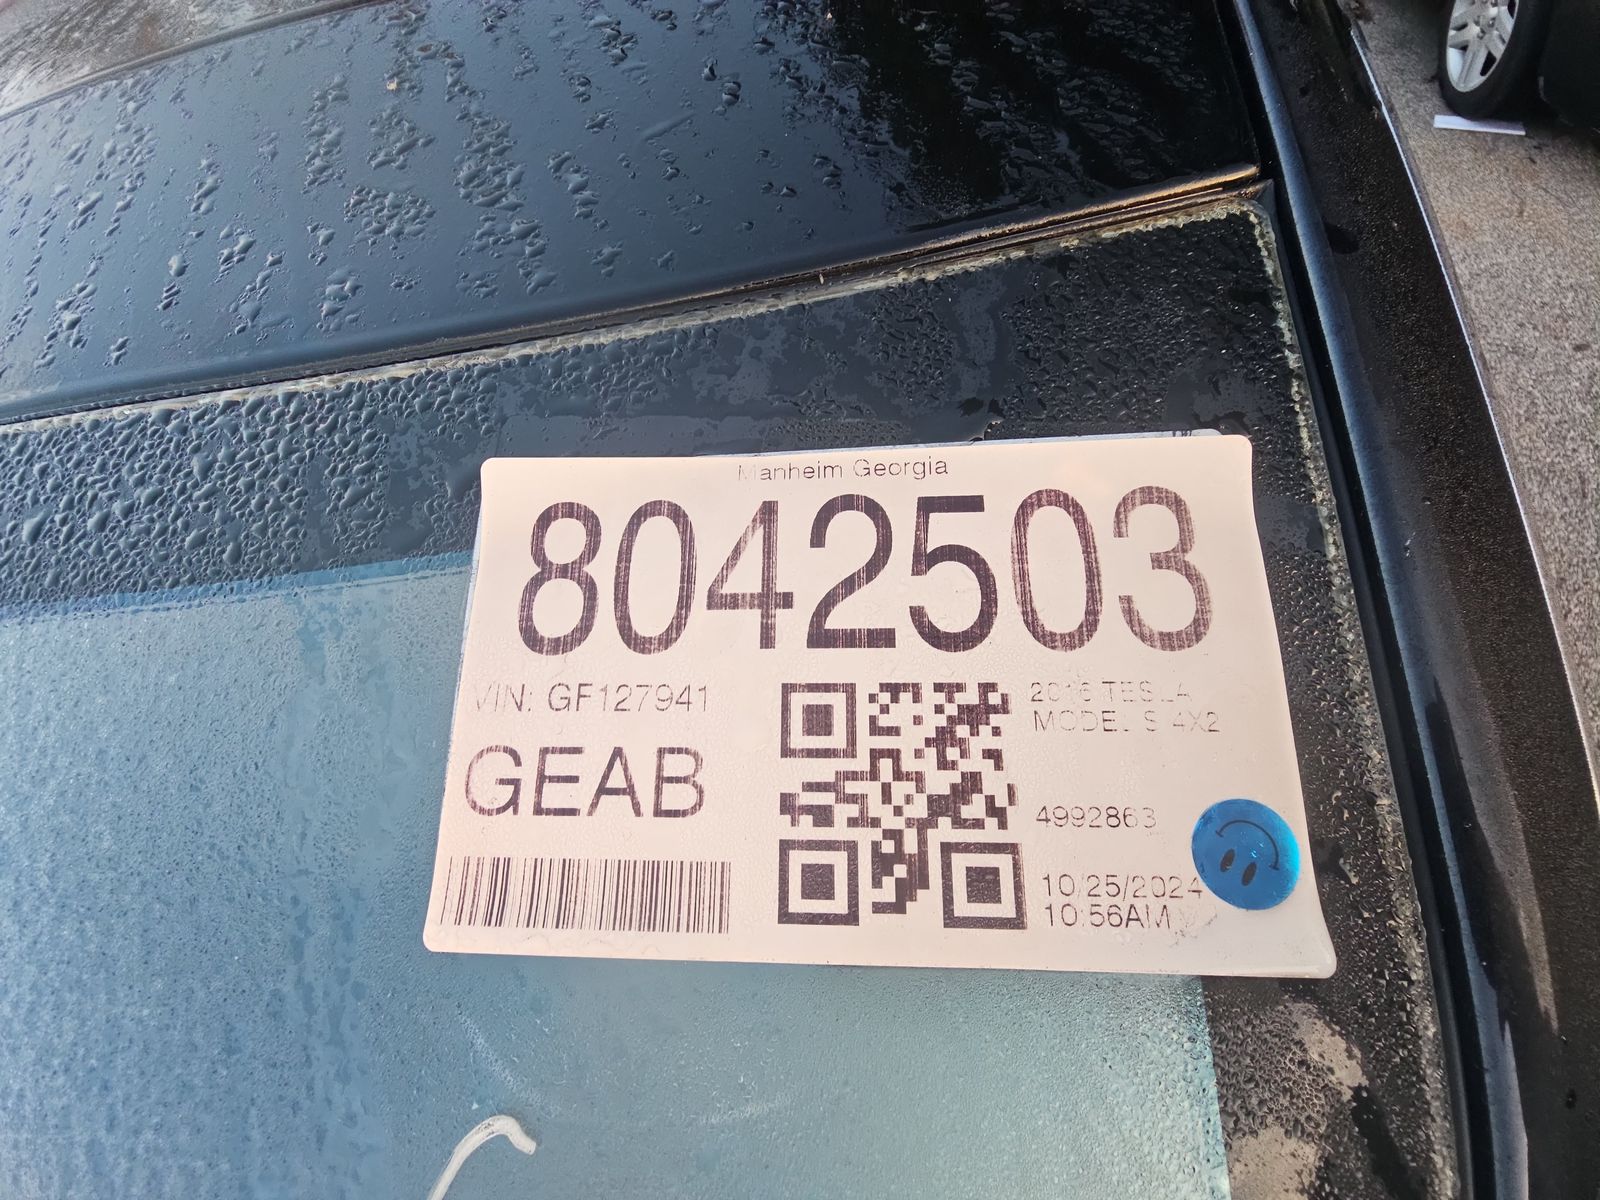 Manheim Georgia
8042503
VIN: GF127941
GEAB
2016 TESLA
MODEL S 4X2
4992863
10/25/2024
10:56AM